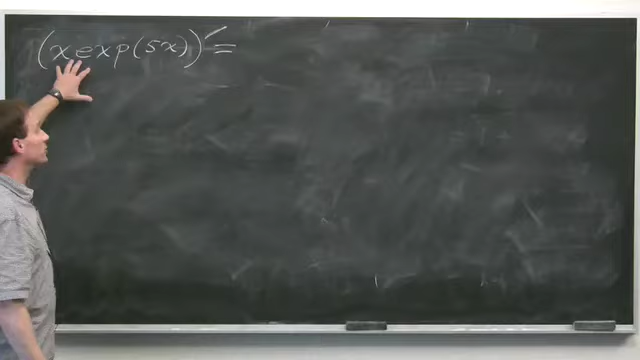 (x exp(5x))' =